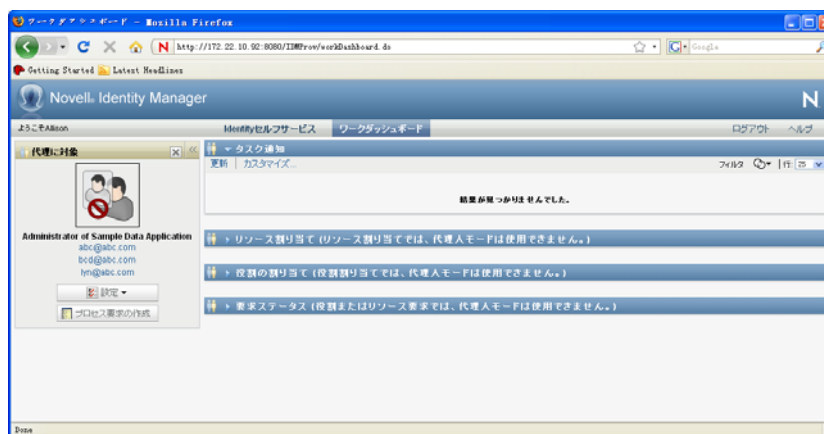 ワークダッシュボード - Mozilla Firefox
http://172.22.10.92:8080/IDMProv/workDashboard.do
Google
Getting Started Latest Headlines
Novell® Identity Manager
N
ようこそAllison
Identityセルフサービス ワークダッシュボード
ログアウト ヘルプ
代理に対象
タスク通知
更新 | カスタマイズ...
フィルタ | 行: 25
結果が見つかりませんでした。
Administrator of Sample Data Application
abc@abc.com
bcd@abc.com
lyn@abc.com
設定
プロセス要求の作成
リソース割り当て (リソース割り当てでは、代理人モードは使用できません。)
役割の割り当て (役割割り当てでは、代理人モードは使用できません。)
要求ステータス (役割またはリソース要求では、代理人モードは使用できません。)
Done